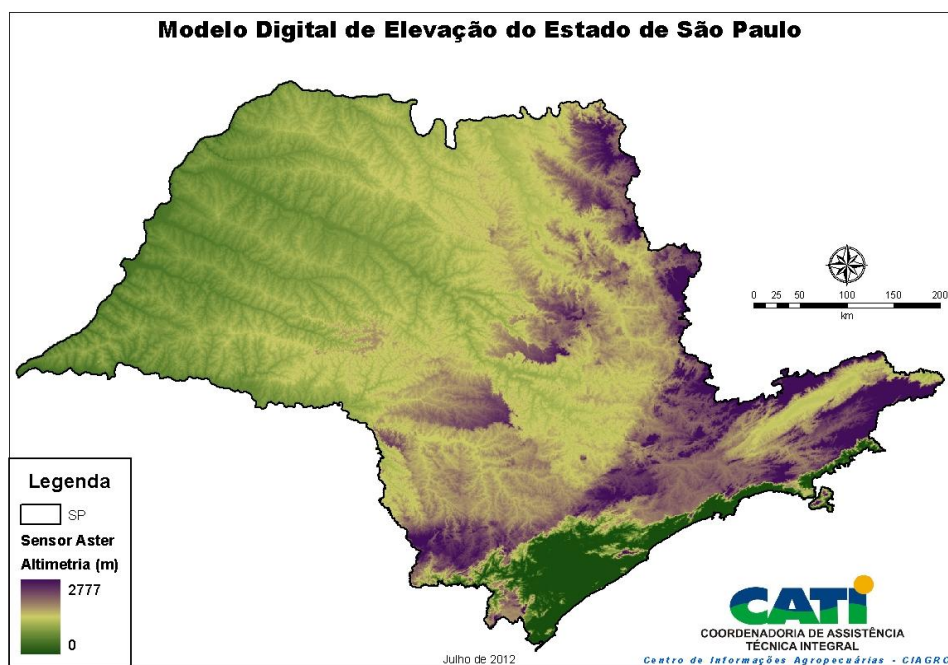 Modelo Digital de Elevação do Estado de São Paulo
0 25 50 100 150 200
km
Legenda
SP
Sensor Aster
Altimetria (m)
2777
0
CATI
COORDENADORIA DE ASSISTÊNCIA
TÉCNICA INTEGRAL
Julho de 2012
Centro de Informações Agropecuárias - CIAGRO